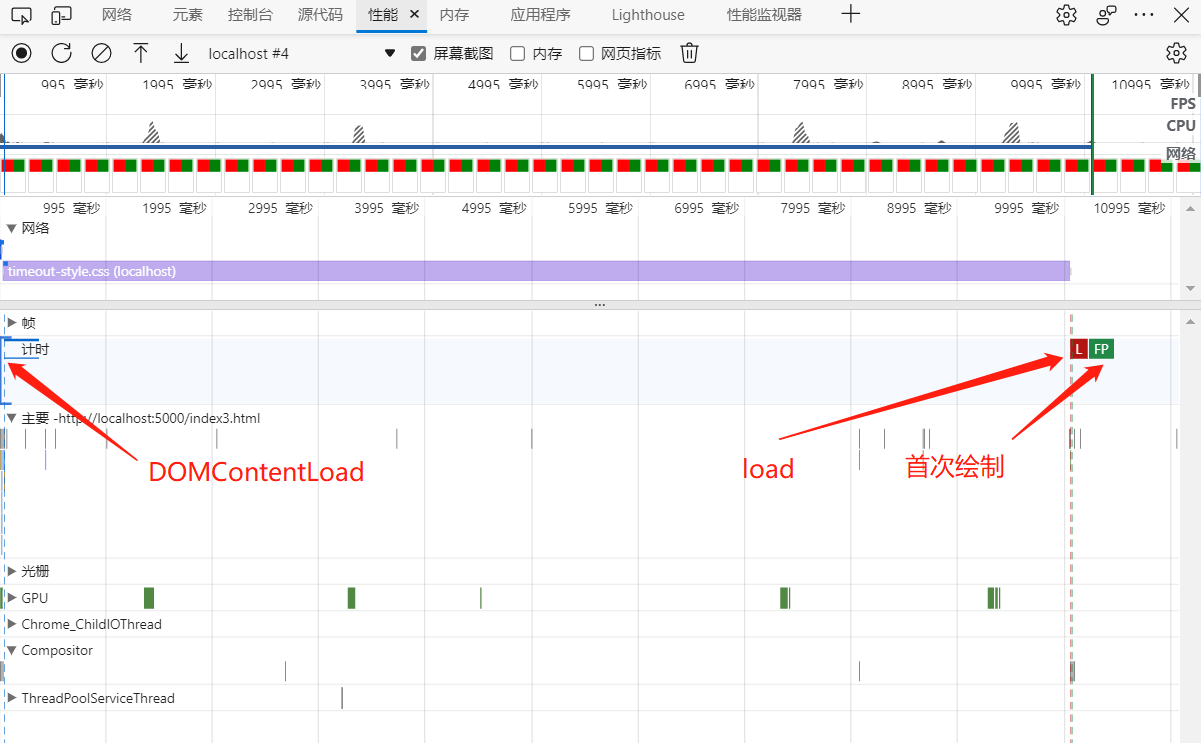 网络 元素 控制台 源代码 性能 × 内存 应用程序 Lighthouse 性能监视器
localhost #4 屏幕截图 内存 网页指标
995 毫秒 1995 毫秒 2995 毫秒 3995 毫秒 4995 毫秒 5995 毫秒 6995 毫秒 7995 毫秒 8995 毫秒 9995 毫秒 10995 毫秒
FPS
CPU
网络
995 毫秒 1995 毫秒 2995 毫秒 3995 毫秒 4995 毫秒 5995 毫秒 6995 毫秒 7995 毫秒 8995 毫秒 9995 毫秒 10995 毫秒
网络
timeout-style.css (localhost)
帧
计时 L FP
主要 -http://localhost:5000/index3.html
DOMContentLoad load 首次绘制
光栅
GPU
Chrome_ChildIOThread
Compositor
ThreadPoolServiceThread